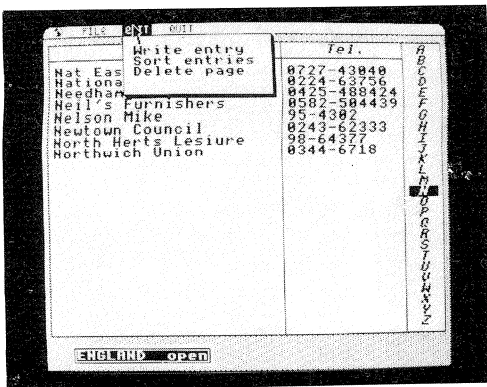 FILE EDIT QUIT
Write entry
Sort entries
Delete page
Tel.
Nat Eas 0727-43040
Nationa 0224-63756
Needham 0425-488424
Neil's Furnishers 0582-504439
Nelson Mike 95-4302
Newtown Council 0243-62333
North Herts Lesiure 98-64377
Northwich Union 0344-6718
A
B
C
D
E
F
G
H
I
J
K
L
M
N
O
P
Q
R
S
T
U
V
W
X
Y
Z
ENGLAND open